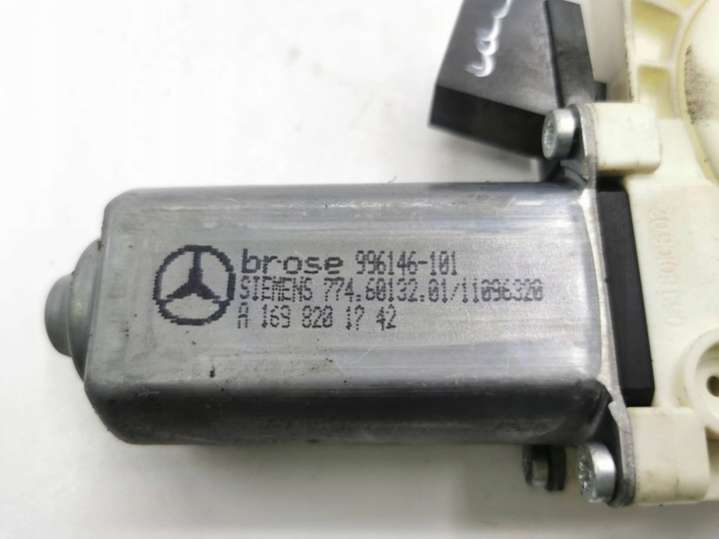 brose 996146-101
SIEMENS 774.60132.01/11096320
A 169 820 17 42